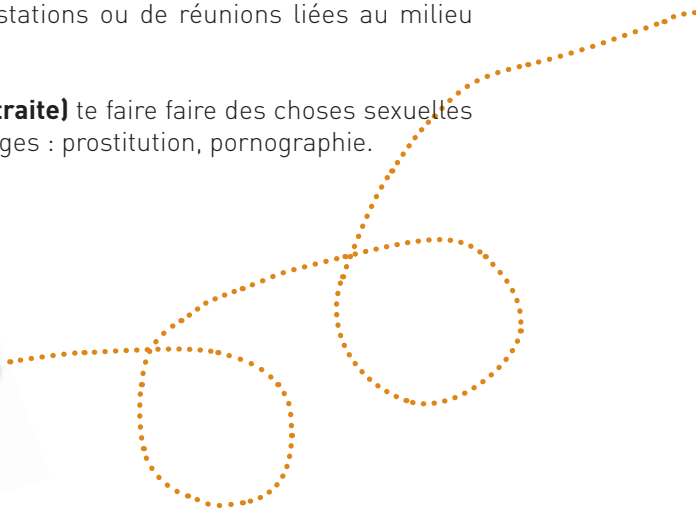 stations ou de réunions liées au milieu
traite) te faire faire des choses sexuelles
ges : prostitution, pornographie.